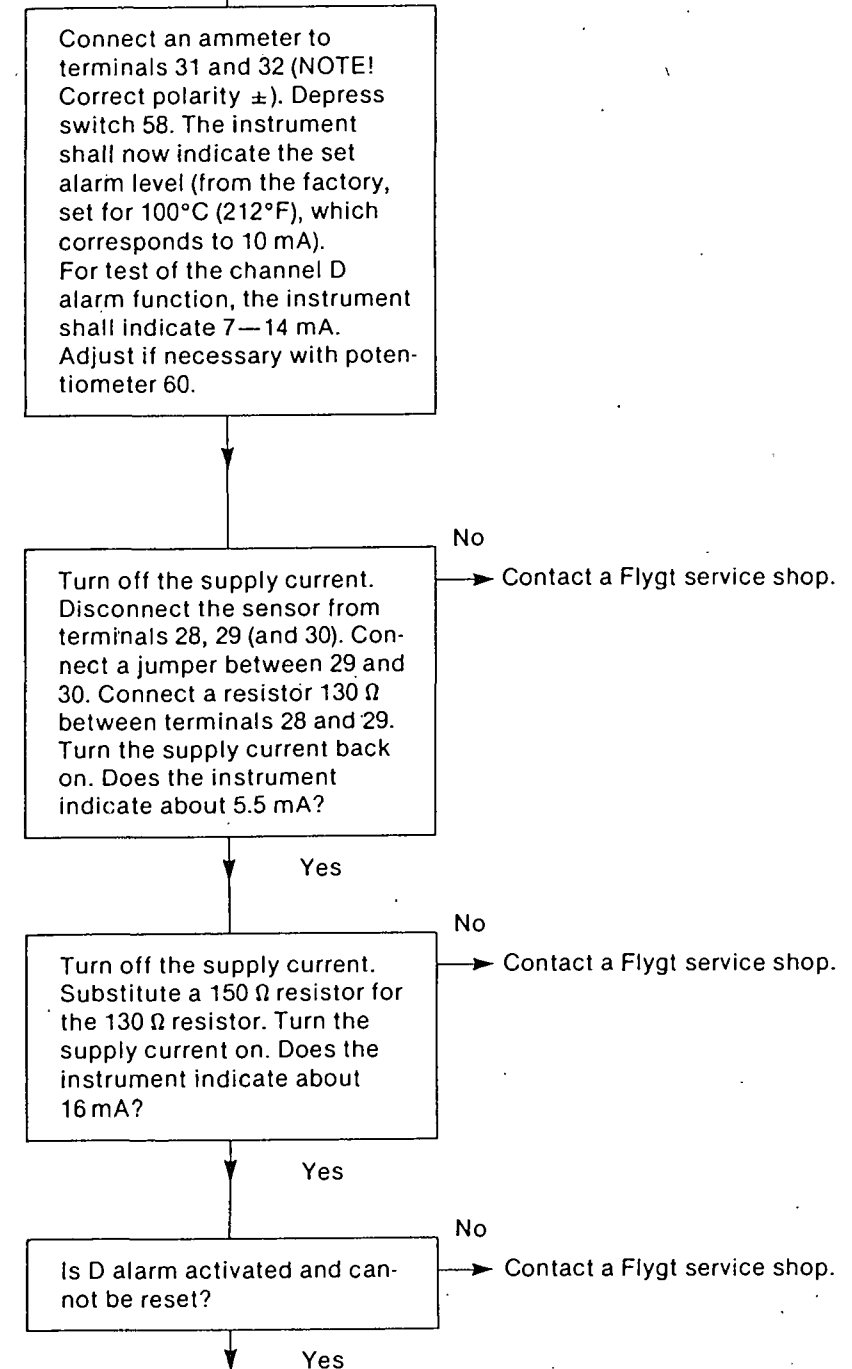 Connect an ammeter to
terminals 31 and 32 (NOTE!
Correct polarity ±). Depress
switch 58. The instrument
shall now indicate the set
alarm level (from the factory,
set for 100°C (212°F), which
corresponds to 10 mA).
For test of the channel D
alarm function, the instrument
shall indicate 7—14 mA.
Adjust if necessary with poten-
tiometer 60.
No
Turn off the supply current.
Disconnect the sensor from
terminals 28, 29 (and 30). Con-
nect a jumper between 29 and
30. Connect a resistor 130 Ω
between terminals 28 and 29.
Turn the supply current back
on. Does the instrument
indicate about 5.5 mA?
Contact a Flygt service shop.
Yes
No
Turn off the supply current.
Substitute a 150 Ω resistor for
the 130 Ω resistor. Turn the
supply current on. Does the
instrument indicate about
16 mA?
Contact a Flygt service shop.
Yes
No
Is D alarm activated and can-
not be reset?
Contact a Flygt service shop.
Yes